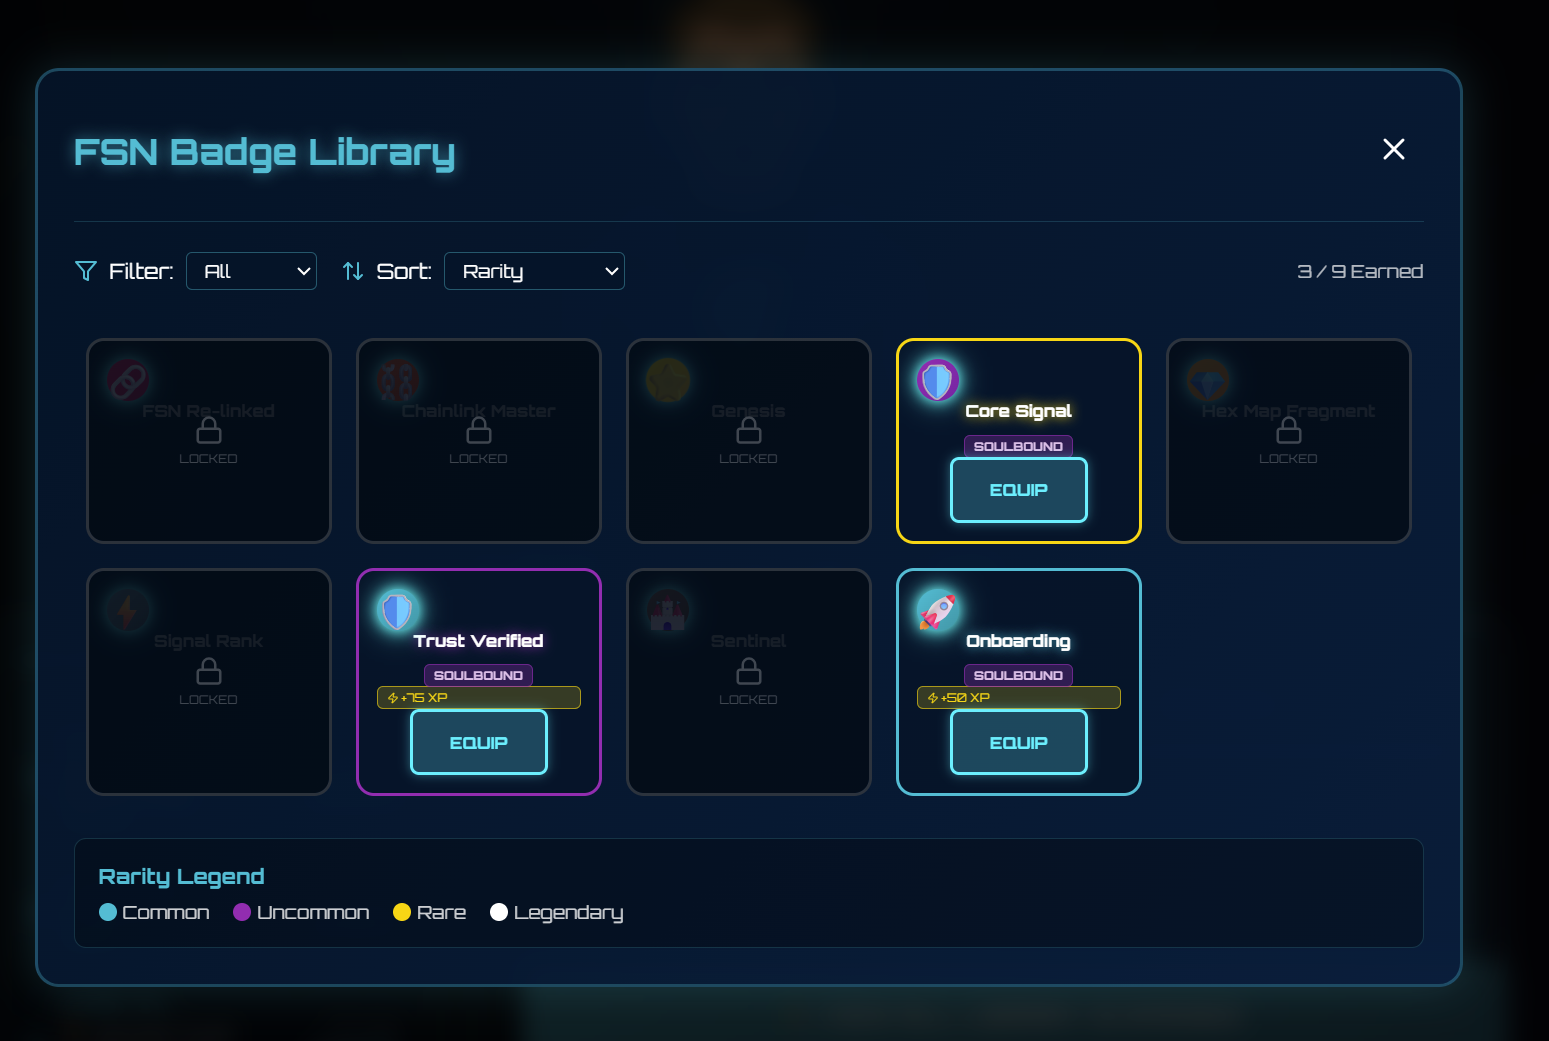 FSN Badge Library
Filter: All Sort: Rarity 3 / 9 Earned
FSN Re-linked
LOCKED
Chainlink Master
LOCKED
Genesis
LOCKED
Core Signal
SOULBOUND
EQUIP
Hex Map Fragment
LOCKED
Signal Rank
LOCKED
Trust Verified
SOULBOUND
+75 XP
EQUIP
Sentinel
LOCKED
Onboarding
SOULBOUND
+50 XP
EQUIP
Rarity Legend
Common Uncommon Rare Legendary